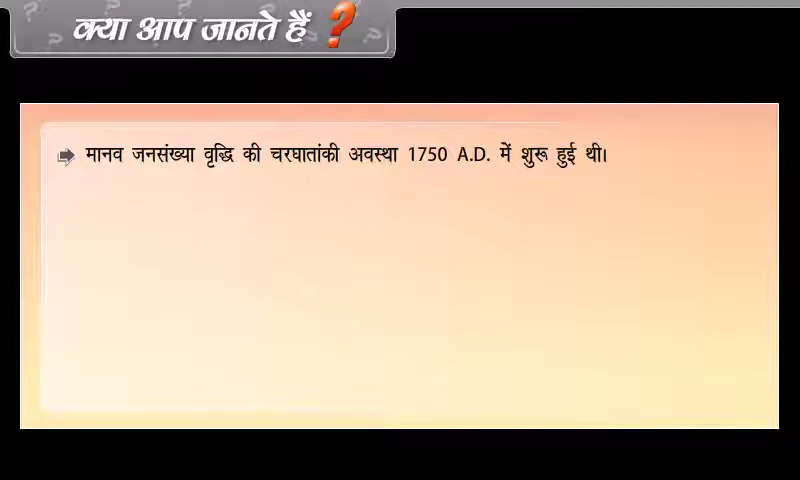 क्या आप जानते हैं ?
मानव जनसंख्या वृद्धि की चरघातांकी अवस्था 1750 A.D. में शुरू हुई थी।